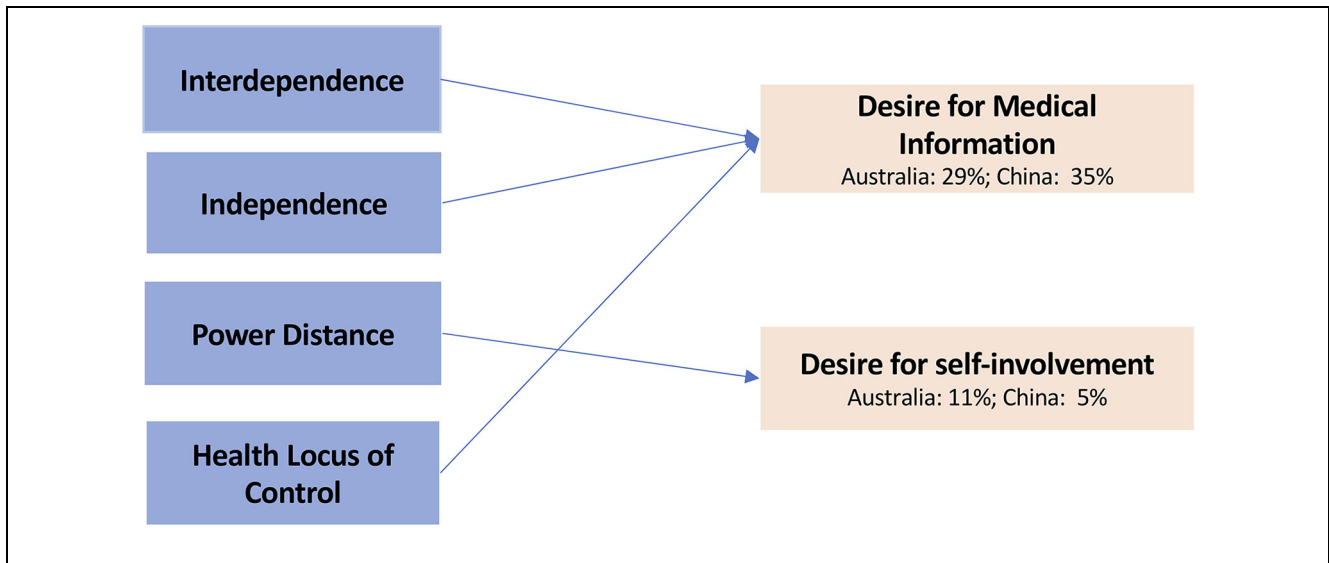 Interdependence
Independence
Power Distance
Health Locus of
Control
Desire for Medical
Information
Australia: 29%; China: 35%
Desire for self-involvement
Australia: 11%; China: 5%